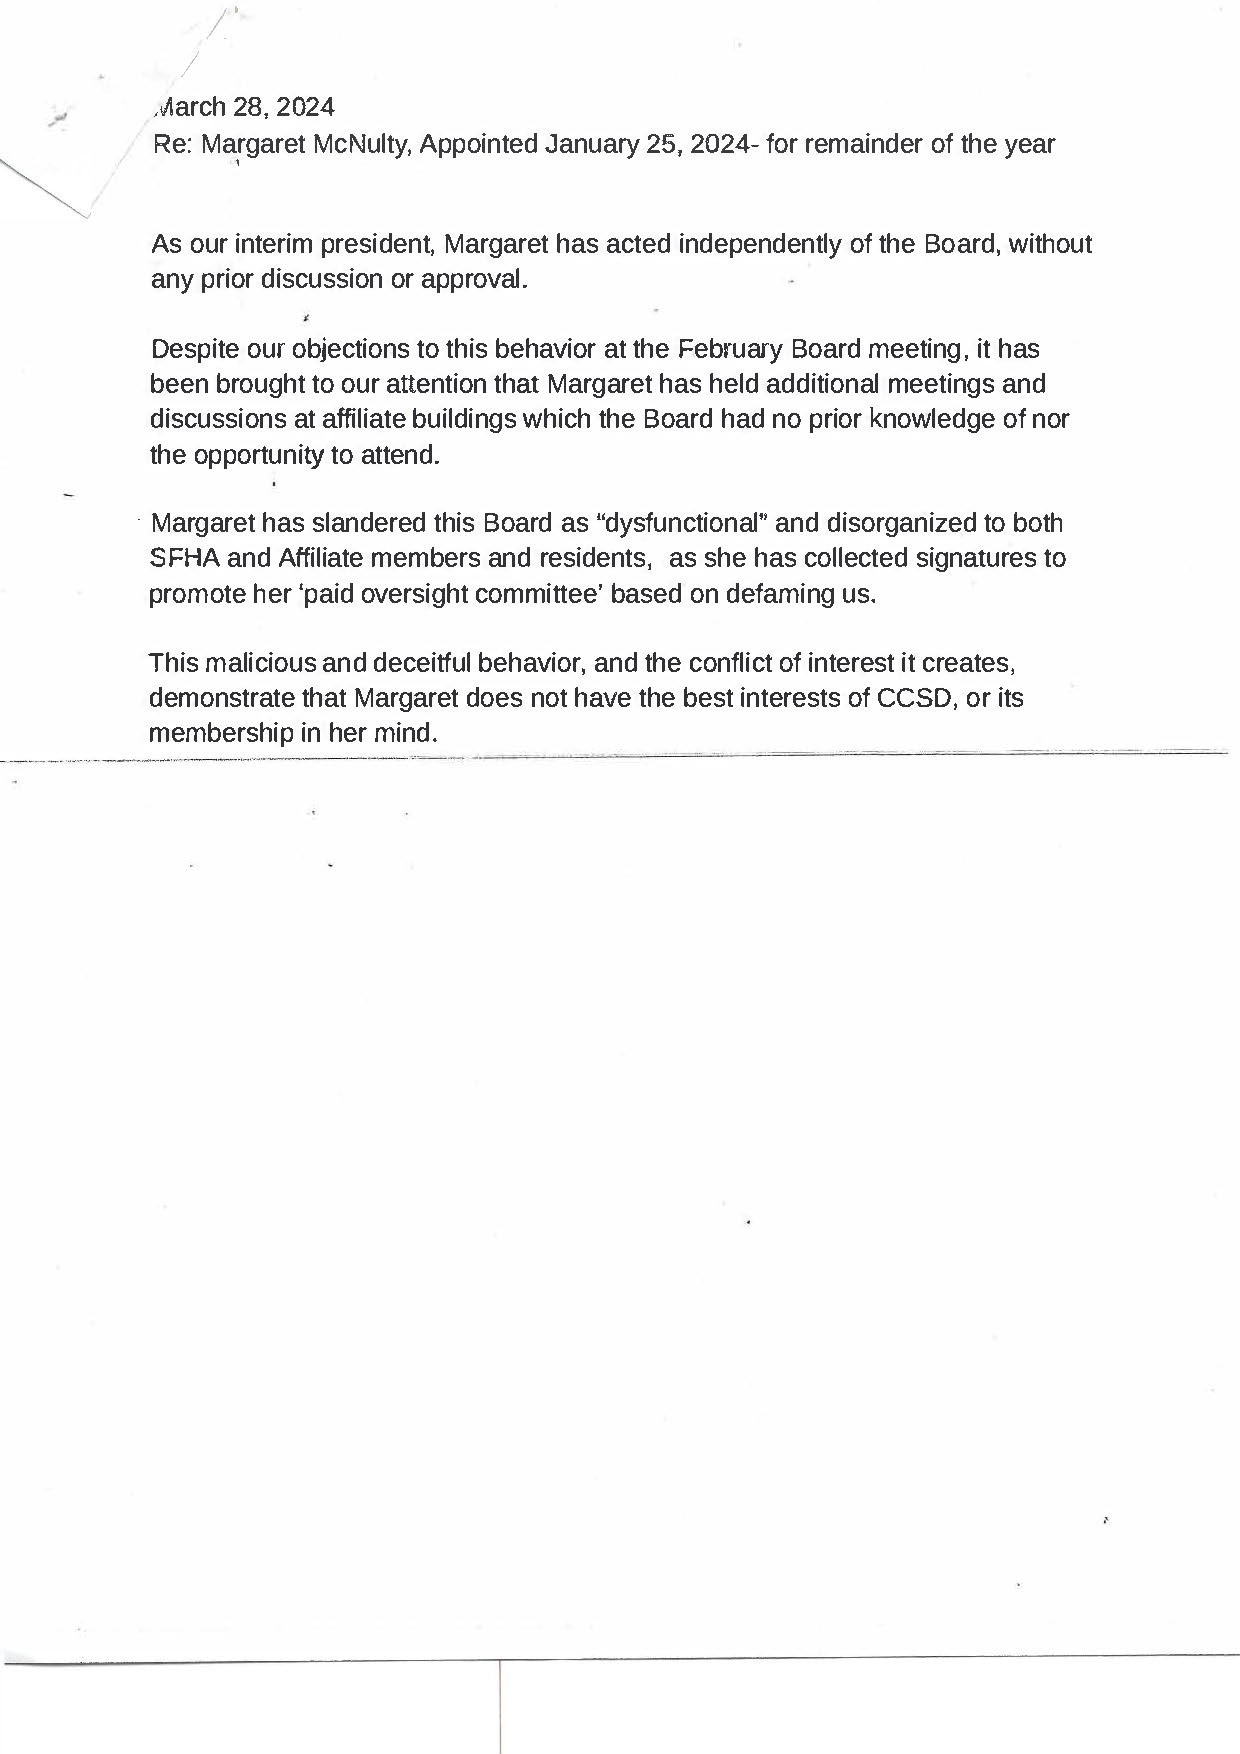 March 28, 2024
Re: Margaret McNulty, Appointed January 25, 2024- for remainder of the year
As our interim president, Margaret has acted independently of the Board, without
any prior discussion or approval.
Despite our objections to this behavior at the February Board meeting, it has
been brought to our attention that Margaret has held additional meetings and
discussions at affiliate buildings which the Board had no prior knowledge of nor
the opportunity to attend.
Margaret has slandered this Board as “dysfunctional” and disorganized to both
SFHA and Affiliate members and residents,  as she has collected signatures to
promote her ‘paid oversight committee’ based on defaming us.
This malicious and deceitful behavior, and the conflict of interest it creates,
demonstrate that Margaret does not have the best interests of CCSD, or its
membership in her mind.